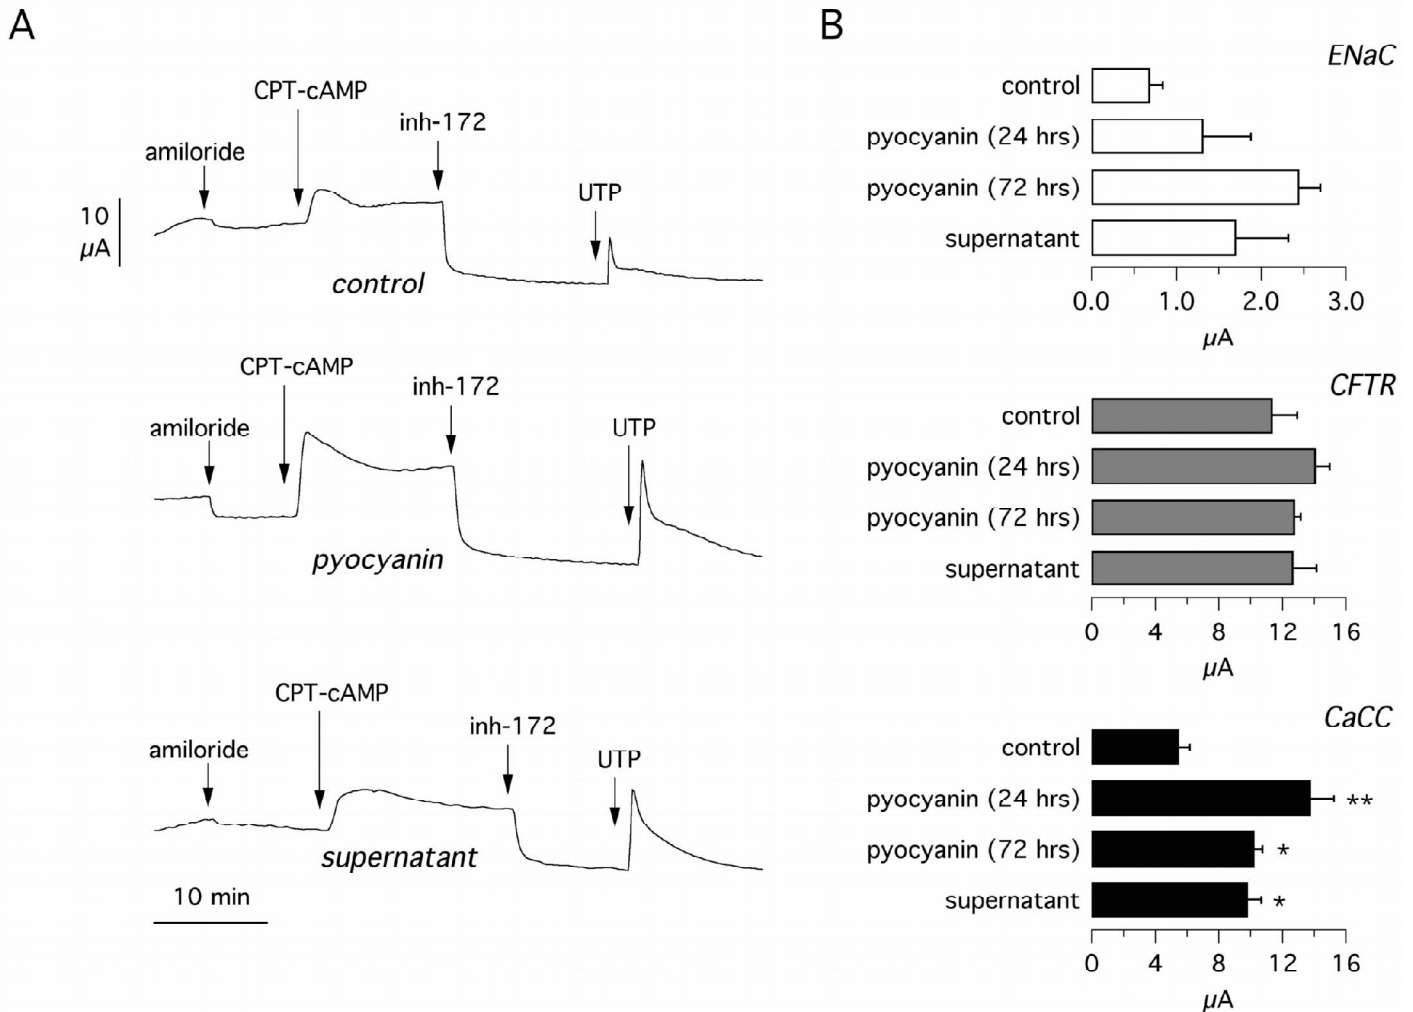 A
CPT-cAMP
inh-172
amiloride
UTP
10
µA
control
CPT-cAMP
inh-172
amiloride
UTP
pyocyanin
CPT-cAMP
inh-172
amiloride
UTP
supernatant
10 min
B
ENaC
control
pyocyanin (24 hrs)
pyocyanin (72 hrs)
supernatant
0.0 1.0 2.0 3.0
µA
CFTR
control
pyocyanin (24 hrs)
pyocyanin (72 hrs)
supernatant
0 4 8 12 16
µA
CaCC
control
pyocyanin (24 hrs) **
pyocyanin (72 hrs) *
supernatant *
0 4 8 12 16
µA